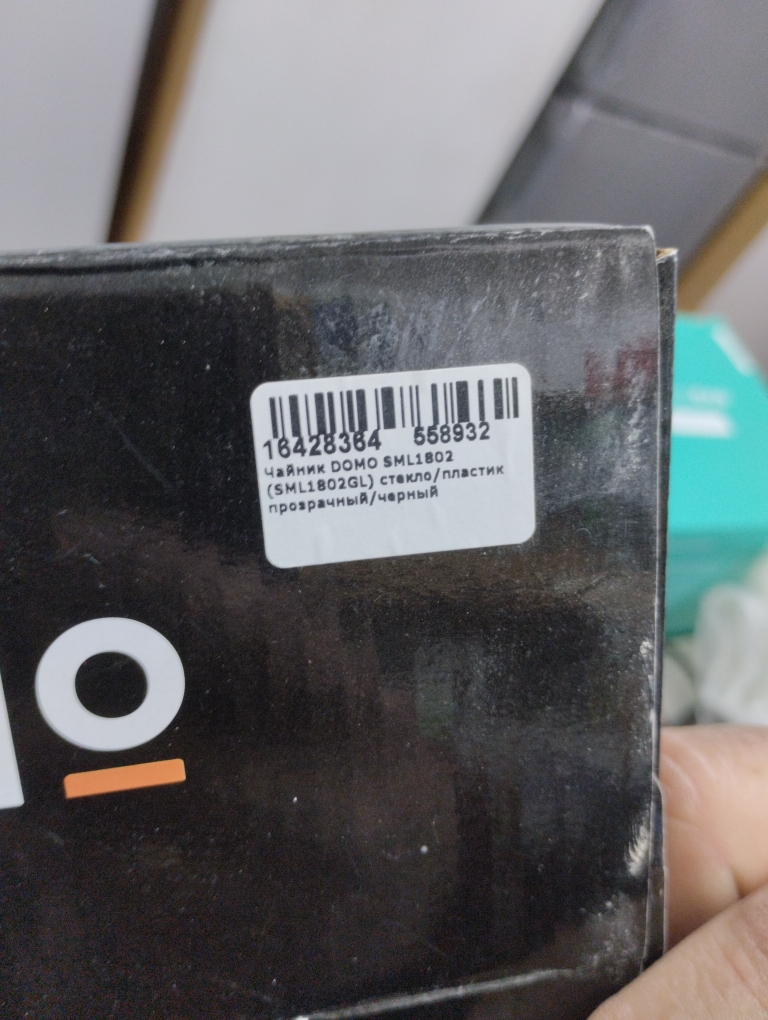 16428364 558932
Чайник DOMO SML1802
(SML1802GL) стекло/пластик
прозрачный/черный
o